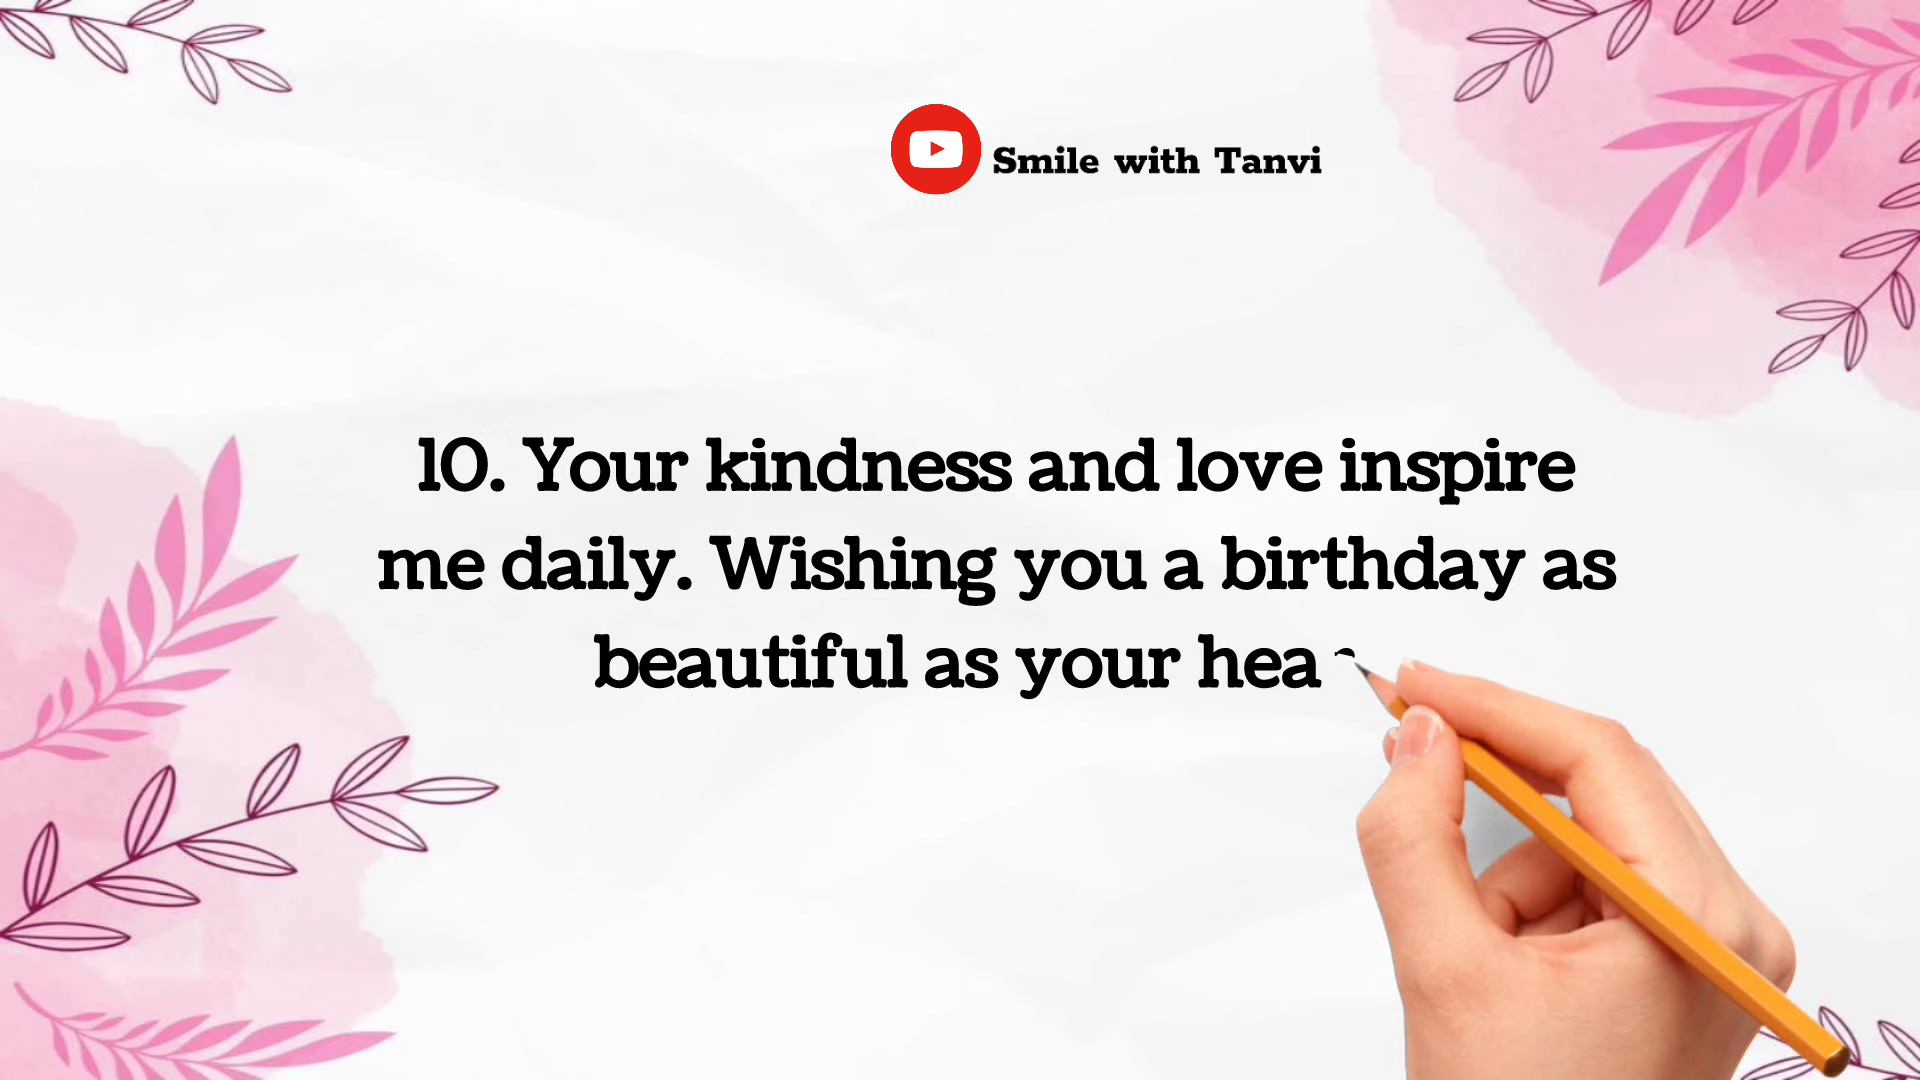 Smile with Tanvi
10. Your kindness and love inspire
me daily. Wishing you a birthday as
beautiful as your hea